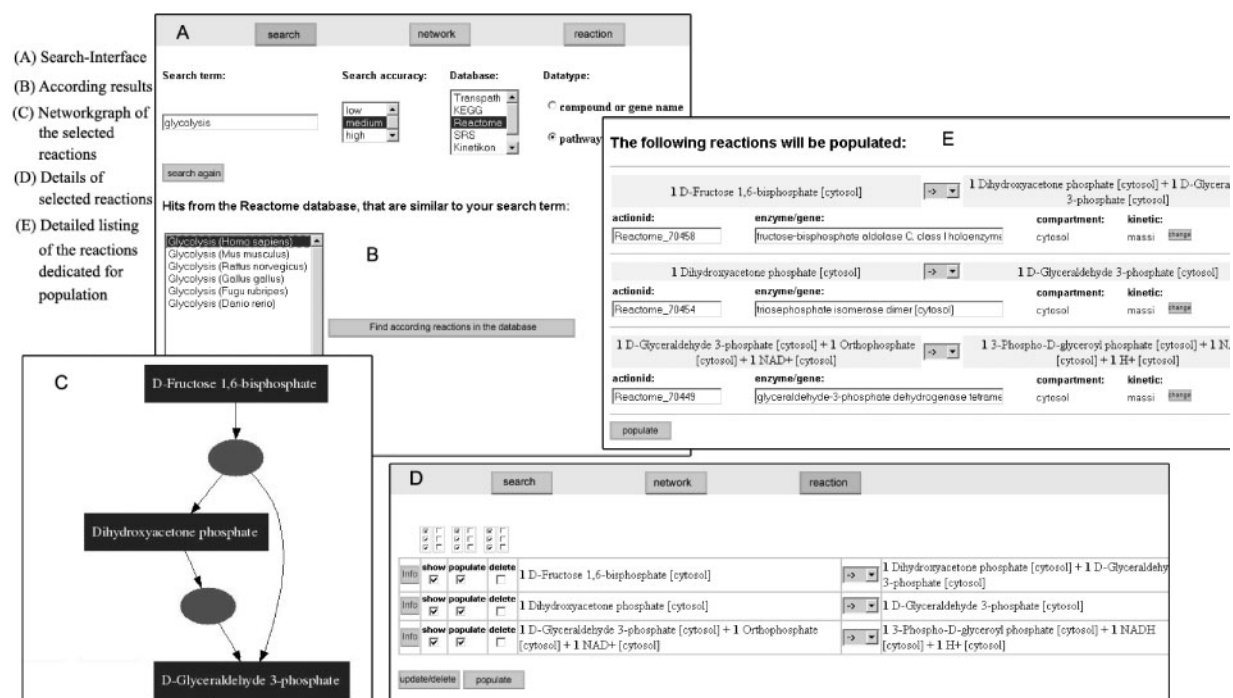 (A) Search-Interface
(B) According results
(C) Networkgraph of
the selected
reactions
(D) Details of
selected reactions
(E) Detailed listing
of the reactions
dedicated for
population
A
search
network
reaction
Search term:
Search accuracy:
Database:
Datatype:
glycolysis
low
medium
high
Transpath
KEGG
Reactome
SRS
Kinetikon
compound or gene name
pathway
search again
Hits from the Reactome database, that are similar to your search term:
Glycolysis (Homo sapiens)
Glycolysis (Mus musculus)
Glycolysis (Rattus norvegicus)
Glycolysis (Gallus gallus)
Glycolysis (Fugu rubripes)
Glycolysis (Danio rerio)
B
Find according reactions in the database
The following reactions will be populated:
E
1 D-Fructose 1,6-bisphosphate [cytosol]
->
1 Dihydroxyacetone phosphate [cytosol] + 1 D-Glycera
3-phosphate [cytosol]
actionid:
enzyme/gene:
compartment:
kinetic:
Reactome_70458
fructose-bisphosphate aldolase C, class I holoenzyme
cytosol
massi
change
1 Dihydroxyacetone phosphate [cytosol]
->
1 D-Glyceraldehyde 3-phosphate [cytosol]
actionid:
enzyme/gene:
compartment:
kinetic:
Reactome_70454
triosephosphate isomerase dimer [cytosol]
cytosol
massi
change
1 D-Glyceraldehyde 3-phosphate [cytosol] + 1 Orthophosphate
[cytosol] + 1 NAD+ [cytosol]
->
1 3-Phospho-D-glyceroyl phosphate [cytosol] + 1 NA
[cytosol] + 1 H+ [cytosol]
actionid:
enzyme/gene:
compartment:
kinetic:
Reactome_70449
glyceraldehyde-3-phosphate dehydrogenase tetrame
cytosol
massi
change
populate
C
D-Fructose 1,6-bisphosphate
Dihydroxyacetone phosphate
D-Glyceraldehyde 3-phosphate
D
search
network
reaction
Info
show populate delete
1 D-Fructose 1,6-bisphosphate [cytosol]
->
1 Dihydroxyacetone phosphate [cytosol] + 1 D-Glyceraldehy
3-phosphate [cytosol]
Info
show populate delete
1 Dihydroxyacetone phosphate [cytosol]
->
1 D-Glyceraldehyde 3-phosphate [cytosol]
Info
show populate delete
1 D-Glyceraldehyde 3-phosphate [cytosol] + 1 Orthophosphate
[cytosol] + 1 NAD+ [cytosol]
->
1 3-Phospho-D-glyceroyl phosphate [cytosol] + 1 NADH
[cytosol] + 1 H+ [cytosol]
update/delete
populate